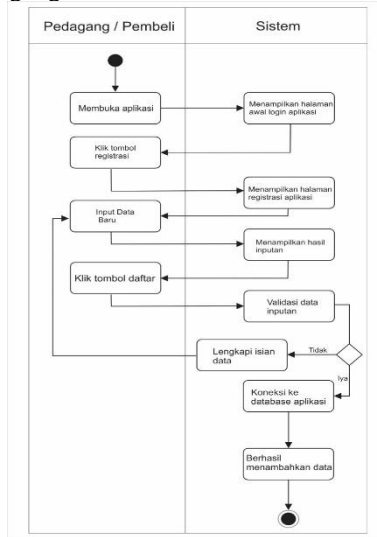 Pedagang / Pembeli
Sistem
Membuka aplikasi
Menampilkan halaman
awal login aplikasi
Klik tombol
registrasi
Menampilkan halaman
registrasi aplikasi
Input Data
Baru
Menampilkan hasil
inputan
Klik tombol daftar
Validasi data
inputan
Lengkapi isian
data
Tidak
Iya
Koneksi ke
database aplikasi
Berhasil
menambahkan data